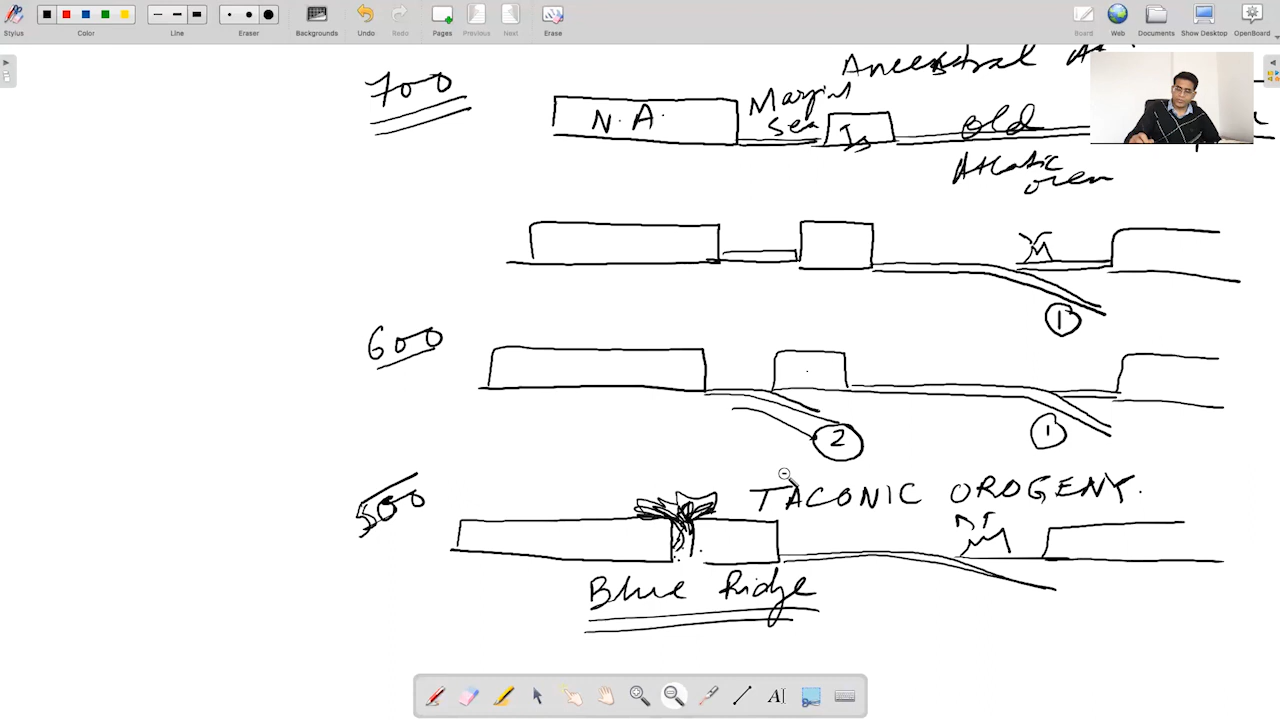 Stylus
Color
Line
Eraser
Backgrounds
Undo
Redo
Pages
Previous
Next
Erase
Board
Web
Documents
Show Desktop
OpenBoard
Ancestral
700
N.A.
Margin
sea
Is
old
Atlantic
ocean
1
600
2
1
500
TACONIC OROGENY.
Blue Ridge